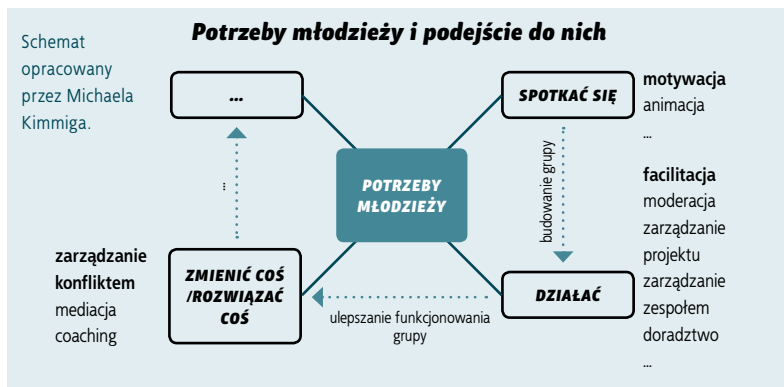 Potrzeby młodzieży i podejście do nich
Schemat
opracowany
przez Michaela
Kimmiga.
...
SPOTKAĆ SIĘ
motywacja
animacja
...
POTRZEBY
MŁODZIEŻY
budowanie grupy
...
facilitacja
moderacja
zarządzanie
projektu
zarządzanie
zespołem
doradztwo
...
zarządzanie
konfliktem
mediacja
coaching
ZMIENIĆ COŚ
/ROZWIĄZAĆ
COŚ
ulepszanie funkcjonowania
grupy
DZIAŁAĆ